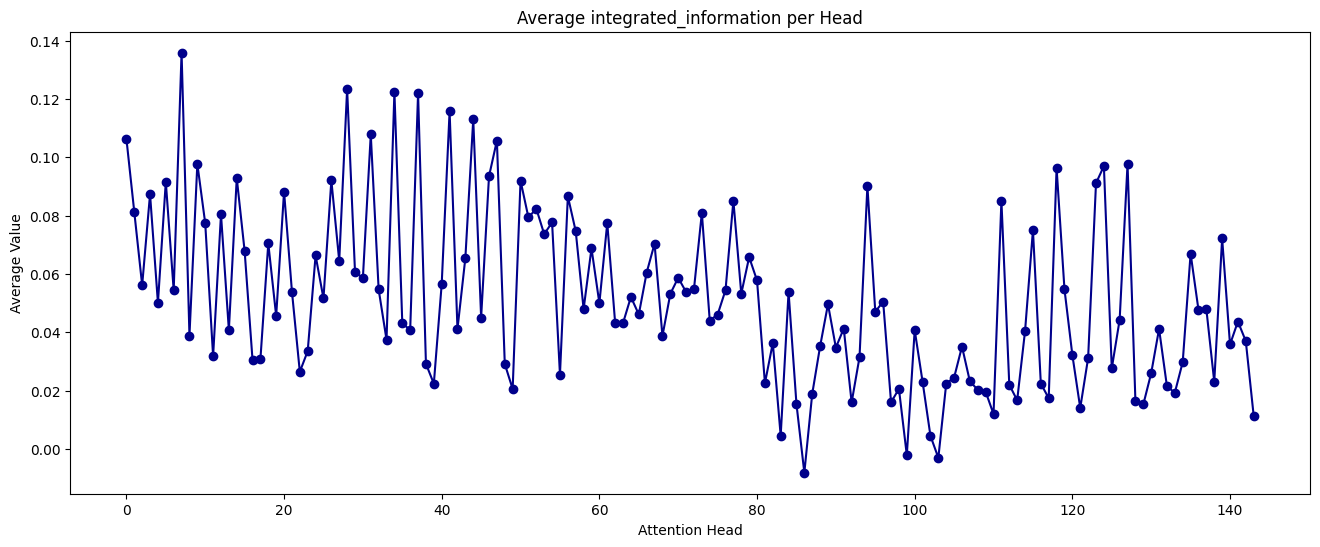 Average integrated_information per Head
0.14
0.12
0.10
0.08
0.06
0.04
0.02
0.00
Average Value
0 20 40 60 80 100 120 140
Attention Head